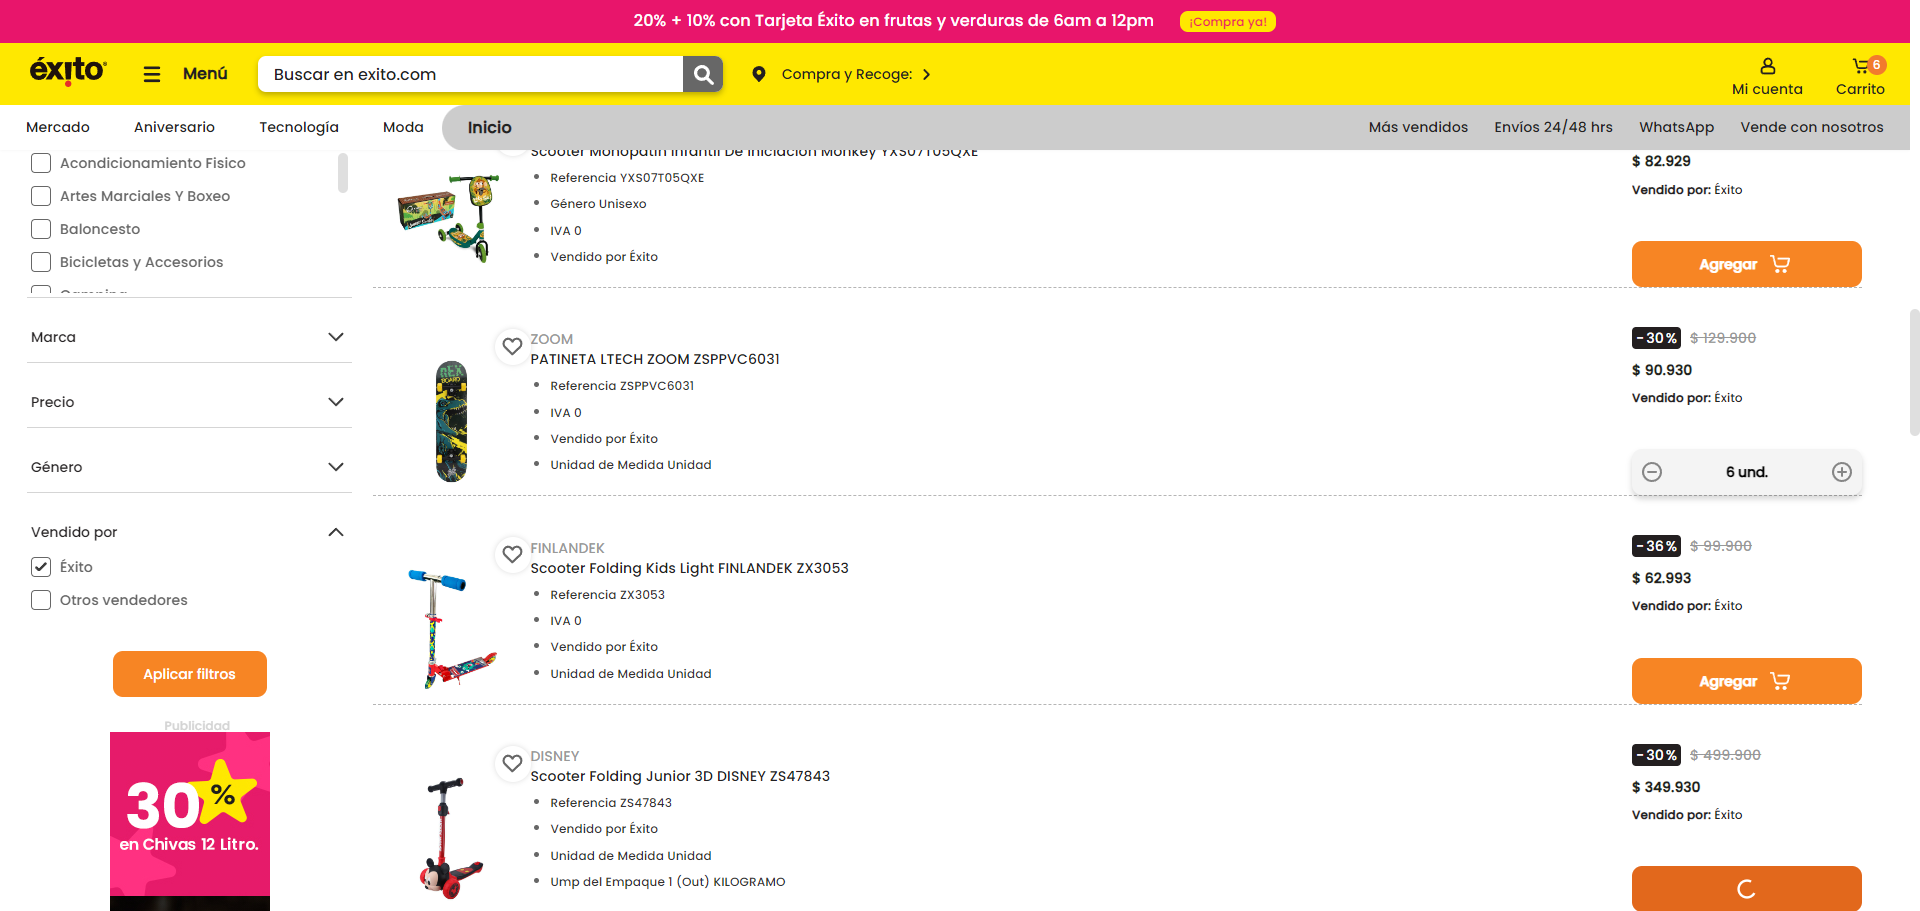 20% + 10% con Tarjeta Éxito en frutas y verduras de 6am a 12pm
¡Compra ya!
éxito
Menú
Buscar en exito.com
Compra y Recoge:
Mi cuenta
6
Carrito
Mercado
Aniversario
Tecnología
Moda
Inicio
Más vendidos
Envíos 24/48 hrs
WhatsApp
Vende con nosotros
Acondicionamiento Fisico
Artes Marciales Y Boxeo
Baloncesto
Bicicletas y Accesorios
Camping
Marca
Precio
Género
Vendido por
Éxito
Otros vendedores
Aplicar filtros
Publicidad
30%
en Chivas 12 Litro.
Scooter Monopatín Infantil De Iniciación Monkey YXS07T05QXE
Referencia YXS07T05QXE
Género Unisexo
IVA 0
Vendido por Éxito
$ 82.929
Vendido por: Éxito
Agregar
ZOOM
PATINETA LTECH ZOOM ZSPPVC6031
Referencia ZSPPVC6031
IVA 0
Vendido por Éxito
Unidad de Medida Unidad
-30% $ 129.900
$ 90.930
Vendido por: Éxito
6 und.
FINLANDEK
Scooter Folding Kids Light FINLANDEK ZX3053
Referencia ZX3053
IVA 0
Vendido por Éxito
Unidad de Medida Unidad
-36% $ 99.900
$ 62.993
Vendido por: Éxito
Agregar
DISNEY
Scooter Folding Junior 3D DISNEY ZS47843
Referencia ZS47843
Vendido por Éxito
Unidad de Medida Unidad
Ump del Empaque 1 (Out) KILOGRAMO
-30% $ 499.900
$ 349.930
Vendido por: Éxito